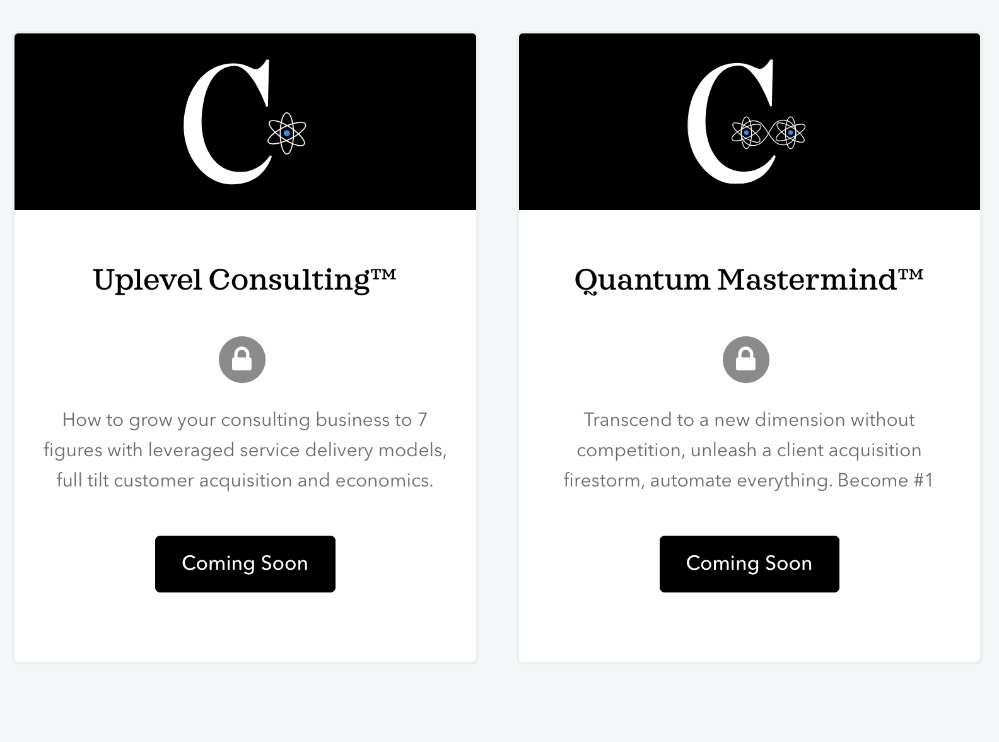 C
Uplevel Consulting™
How to grow your consulting business to 7
figures with leveraged service delivery models,
full tilt customer acquisition and economics.
Coming Soon
C
Quantum Mastermind™
Transcend to a new dimension without
competition, unleash a client acquisition
firestorm, automate everything. Become #1
Coming Soon